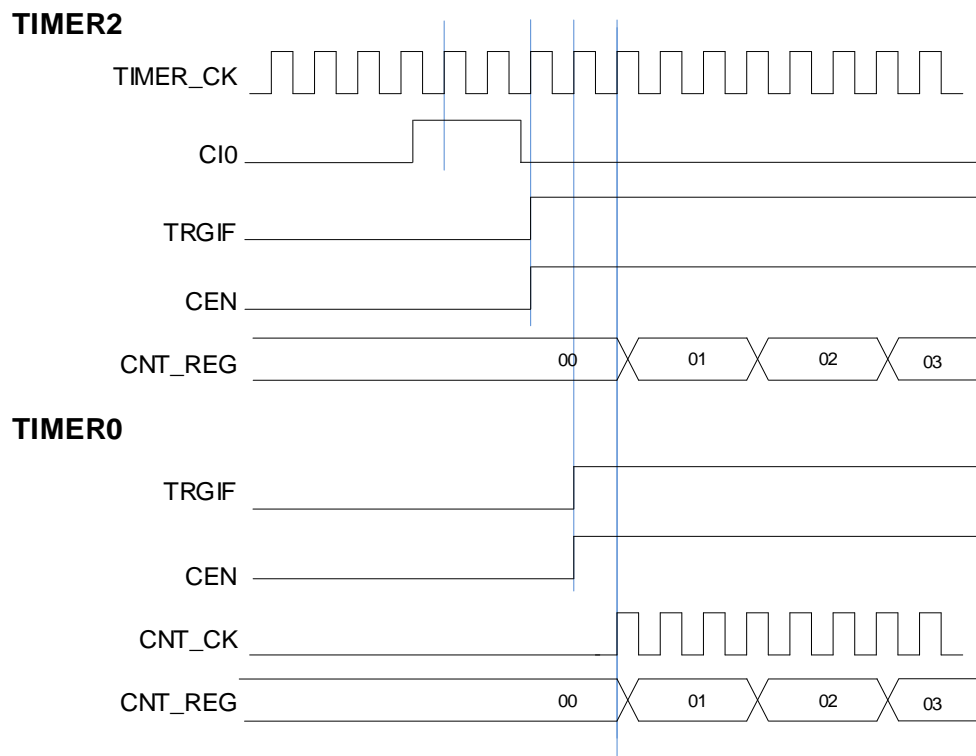 TIMER2
TIMER_CK
CI0
TRGIF
CEN
CNT_REG 00 01 02 03
TIMER0
TRGIF
CEN
CNT_CK
CNT_REG 00 01 02 03